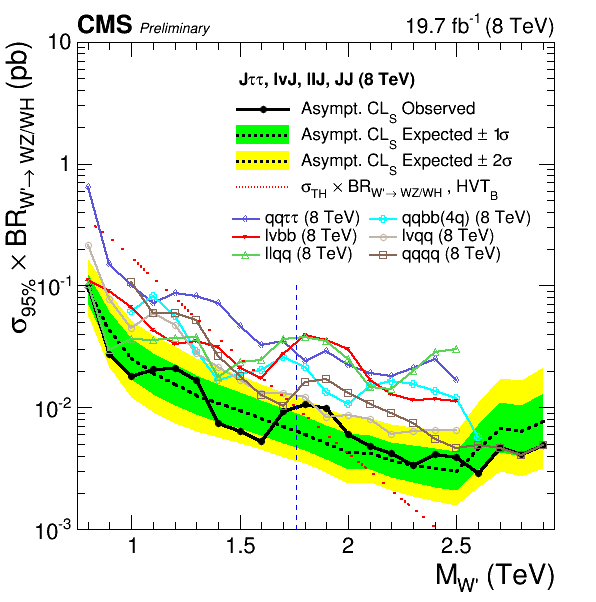 CMS Preliminary 19.7 fb⁻¹ (8 TeV)
σ95% × BRW'→ WZ/WH (pb)
Jττ, lνJ, llJ, JJ (8 TeV)
Asympt. CLS Observed
Asympt. CLS Expected ± 1σ
Asympt. CLS Expected ± 2σ
σTH × BRW'→ WZ/WH , HVTB
qqττ (8 TeV) qqbb(4q) (8 TeV)
lνbb (8 TeV) lνqq (8 TeV)
llqq (8 TeV) qqqq (8 TeV)
10
1
10⁻¹
10⁻²
10⁻³
1 1.5 2 2.5
MW' (TeV)